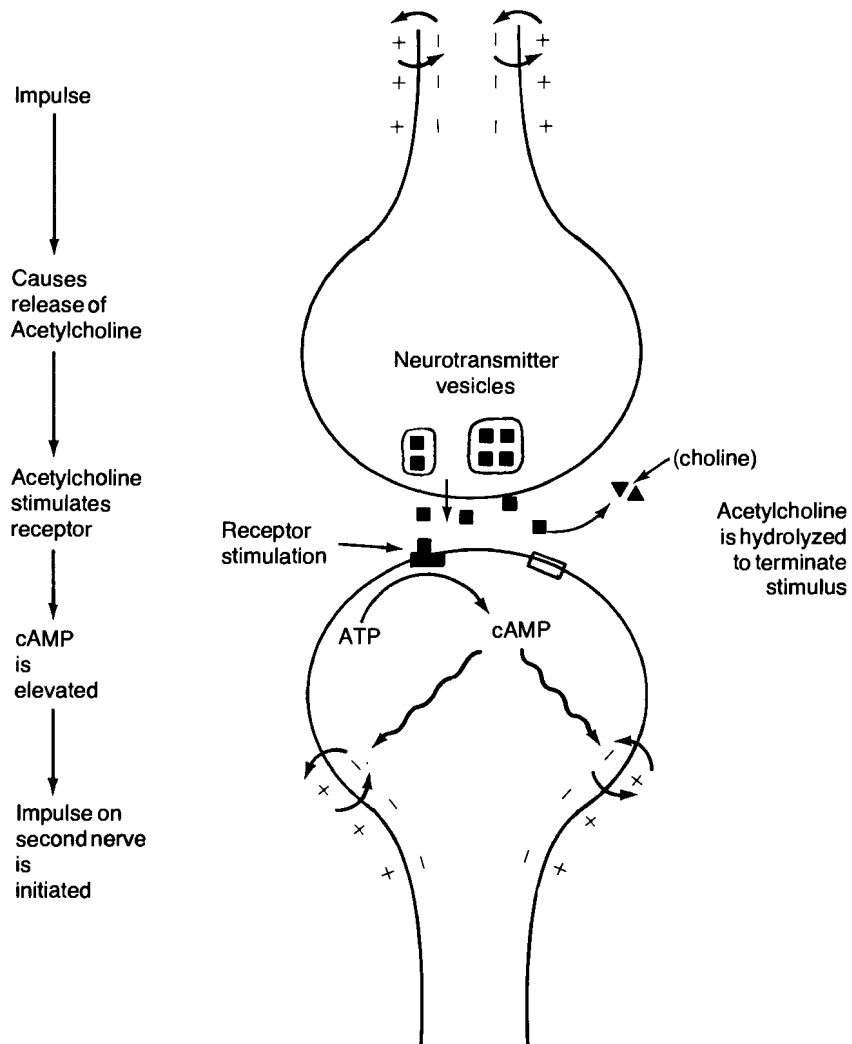 Impulse
Causes
release of
Acetylcholine
Acetylcholine
stimulates
receptor
cAMP
is
elevated
Impulse on
second nerve
is
initiated
Neurotransmitter
vesicles
(choline)
Receptor
stimulation
Acetylcholine
is hydrolyzed
to terminate
stimulus
ATP
cAMP